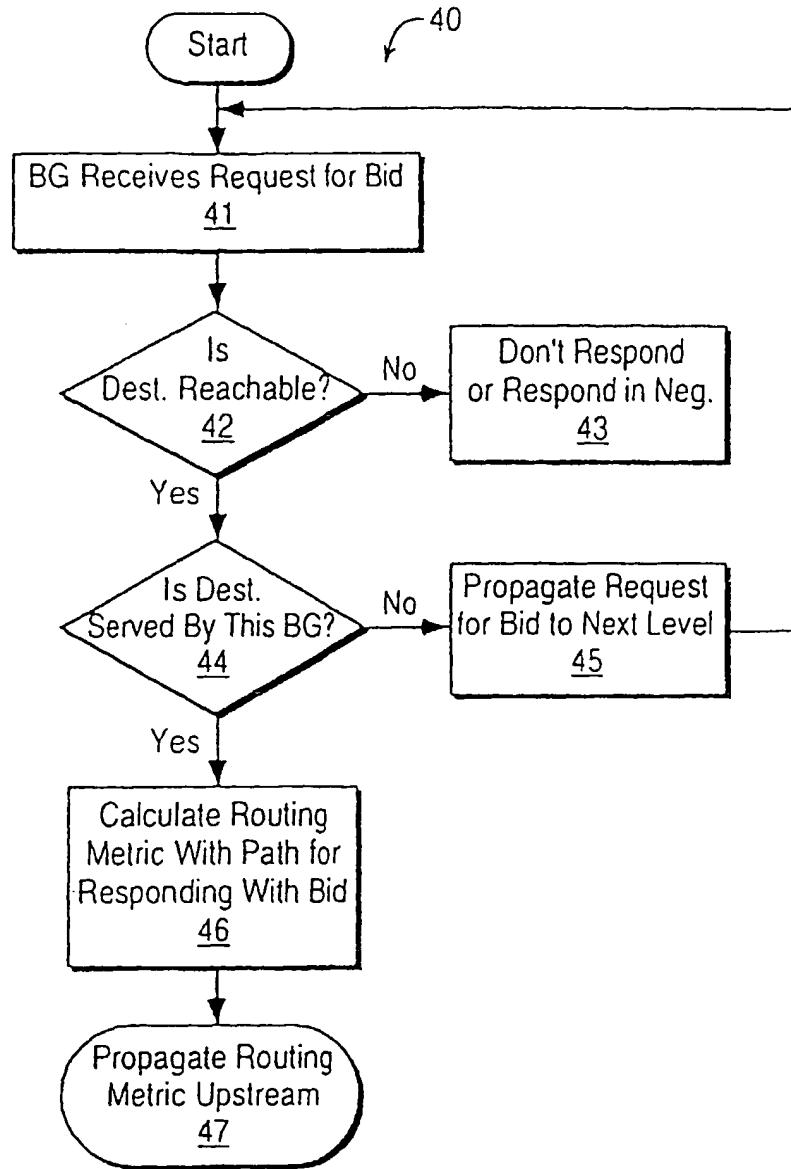 Start
40
BG Receives Request for Bid
41
Is
Dest. Reachable?
42
No
Don't Respond
or Respond in Neg.
43
Yes
Is Dest.
Served By This BG?
44
No
Propagate Request
for Bid to Next Level
45
Yes
Calculate Routing
Metric With Path for
Responding With Bid
46
Propagate Routing
Metric Upstream
47